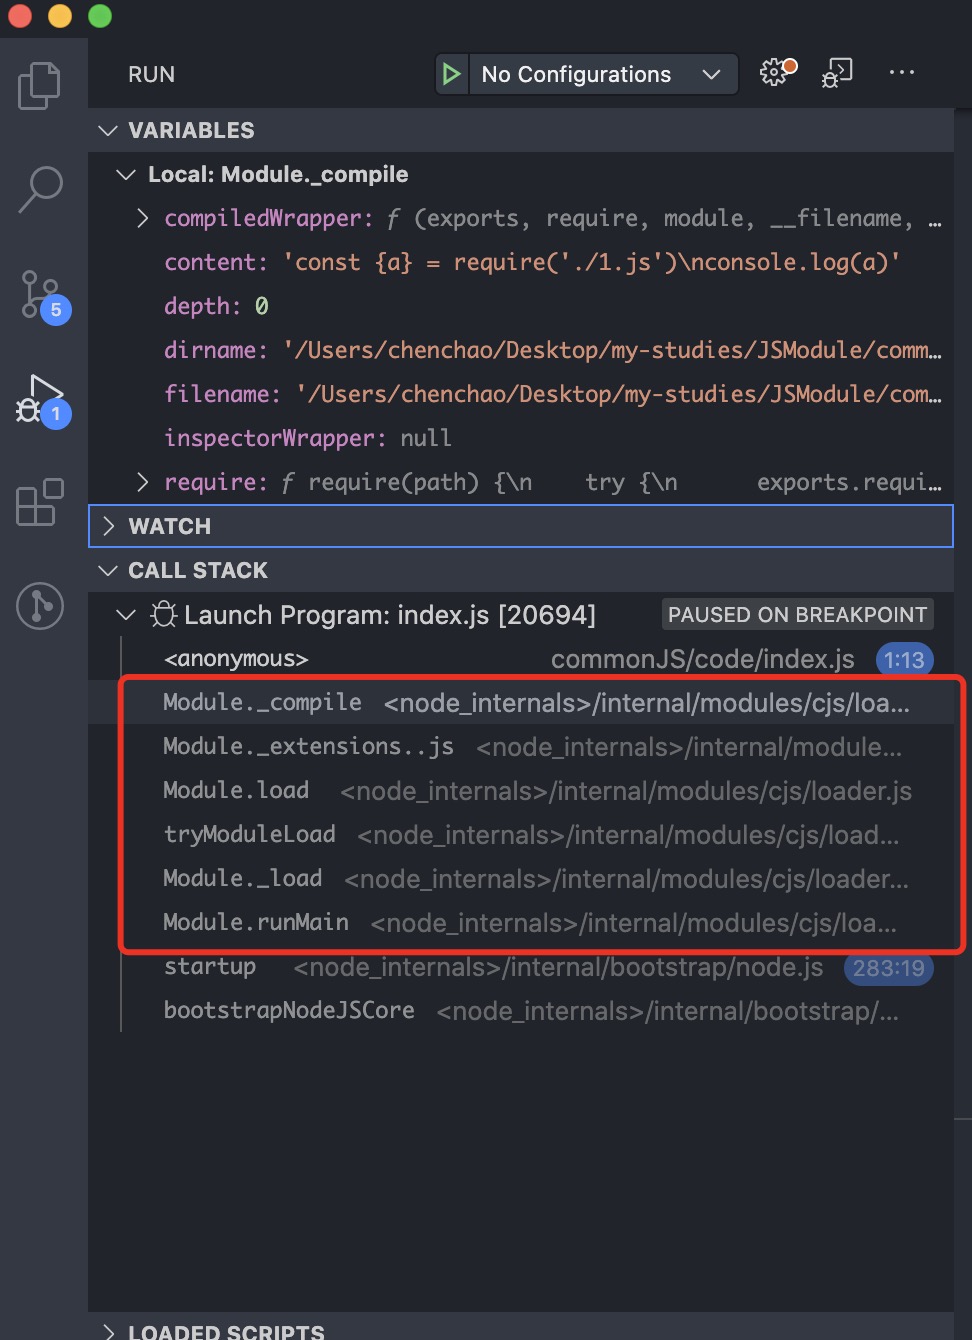 RUN
No Configurations
VARIABLES
Local: Module._compile
compiledWrapper: ƒ (exports, require, module, __filename, …
content: 'const {a} = require('./1.js')\nconsole.log(a)'
depth: 0
dirname: '/Users/chenchao/Desktop/my-studies/JSModule/comm…
filename: '/Users/chenchao/Desktop/my-studies/JSModule/com…
inspectorWrapper: null
require: ƒ require(path) {\n    try {\n      exports.requi…
5
1
WATCH
CALL STACK
Launch Program: index.js [20694] PAUSED ON BREAKPOINT
<anonymous> commonJS/code/index.js 1:13
Module._compile <node_internals>/internal/modules/cjs/loa...
Module._extensions..js <node_internals>/internal/module...
Module.load <node_internals>/internal/modules/cjs/loader.js
tryModuleLoad <node_internals>/internal/modules/cjs/load...
Module._load <node_internals>/internal/modules/cjs/loader...
Module.runMain <node_internals>/internal/modules/cjs/loa...
startup <node_internals>/internal/bootstrap/node.js 283:19
bootstrapNodeJSCore <node_internals>/internal/bootstrap/...
LOADED SCRIPTS